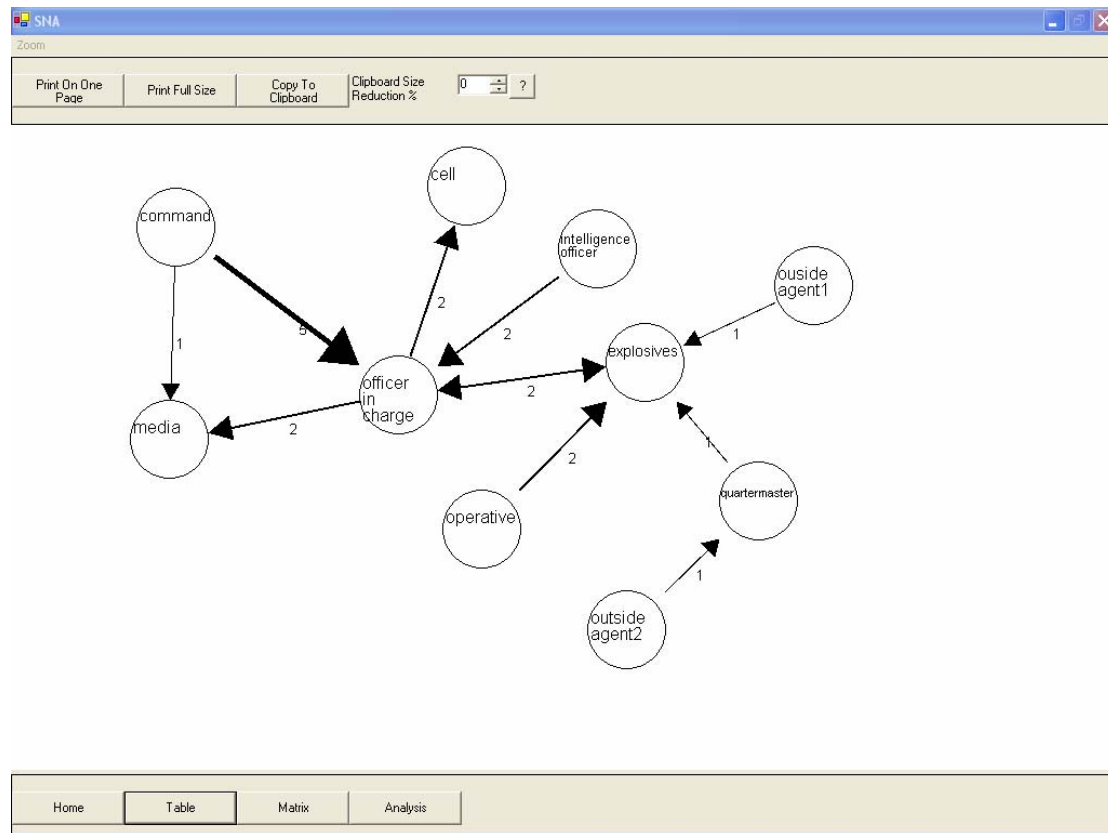 SNA
Zoom
Print On One
Page
Print Full Size
Copy To
Clipboard
Clipboard Size
Reduction %
0
?
cell
command
intelligence
officer
ouside
agent1
2
5
2
1
1
explosives
officer
in
charge
2
media
2
2
1
quartermaster
operative
1
outside
agent2
Home
Table
Matrix
Analysis